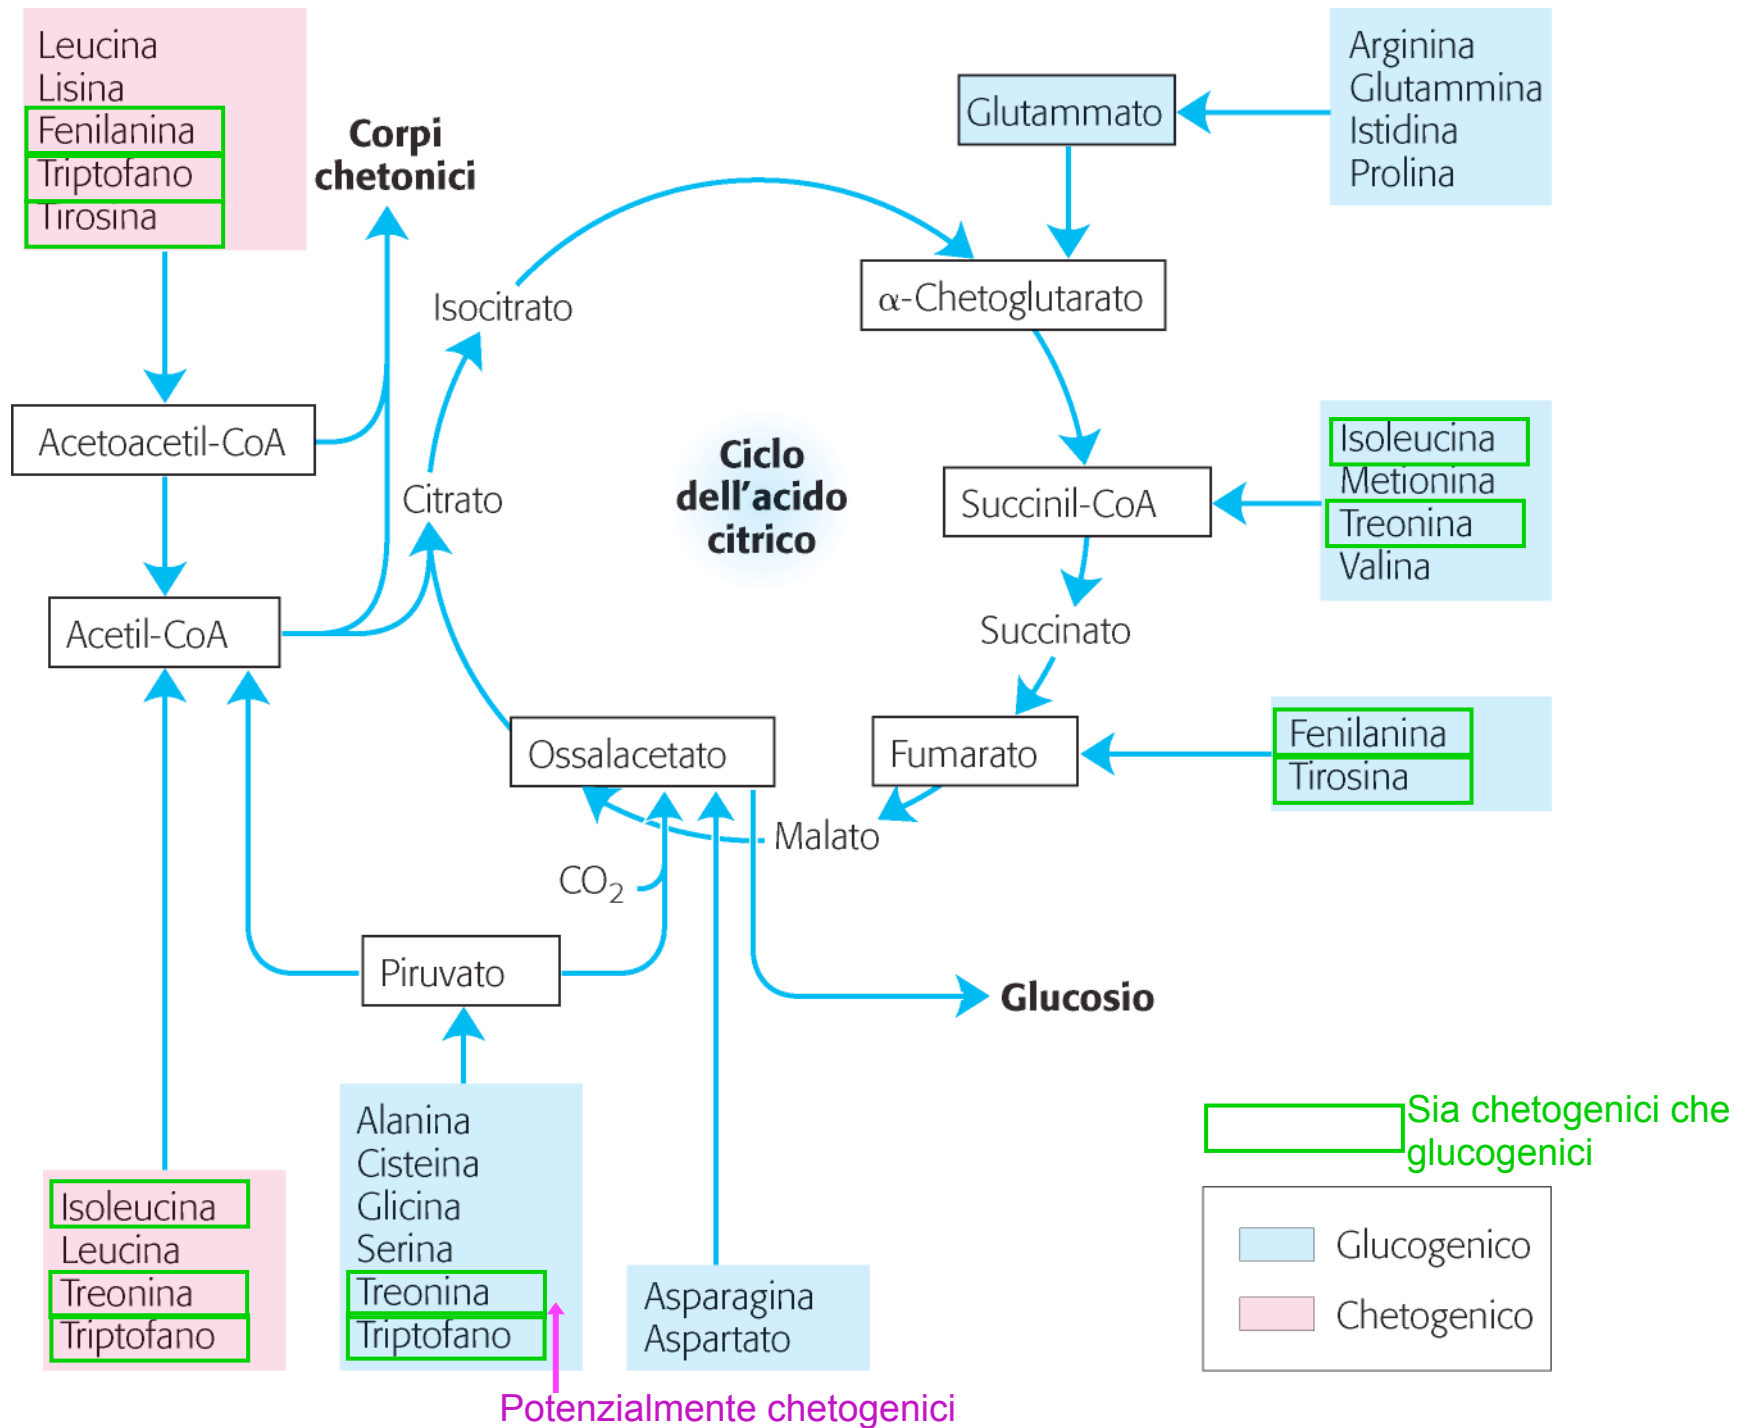 Leucina
Lisina
Fenilanina
Triptofano
Tirosina
Corpi
chetonici
Glutammato
Arginina
Glutammina
Istidina
Prolina
Isocitrato
α-Chetoglutarato
Acetoacetil-CoA
Citrato
Ciclo
dell'acido
citrico
Succinil-CoA
Isoleucina
Metionina
Treonina
Valina
Acetil-CoA
Succinato
Ossalacetato
Fumarato
Fenilanina
Tirosina
Malato
CO2
Piruvato
Glucosio
Isoleucina
Leucina
Treonina
Triptofano
Alanina
Cisteina
Glicina
Serina
Treonina
Triptofano
Asparagina
Aspartato
Potenzialmente chetogenici
Sia chetogenici che
glucogenici
Glucogenico
Chetogenico